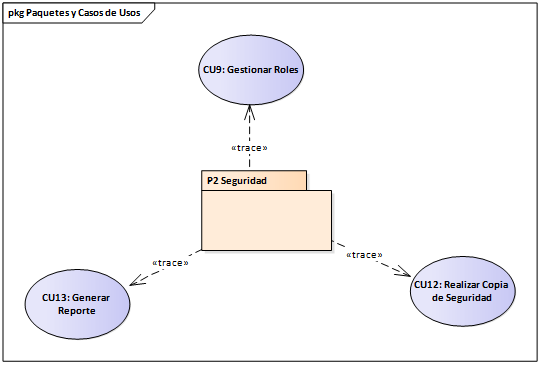 pkg Paquetes y Casos de Usos
CU9: Gestionar Roles
«trace»
P2 Seguridad
«trace»
«trace»
CU13: Generar
Reporte
CU12: Realizar Copia
de Seguridad